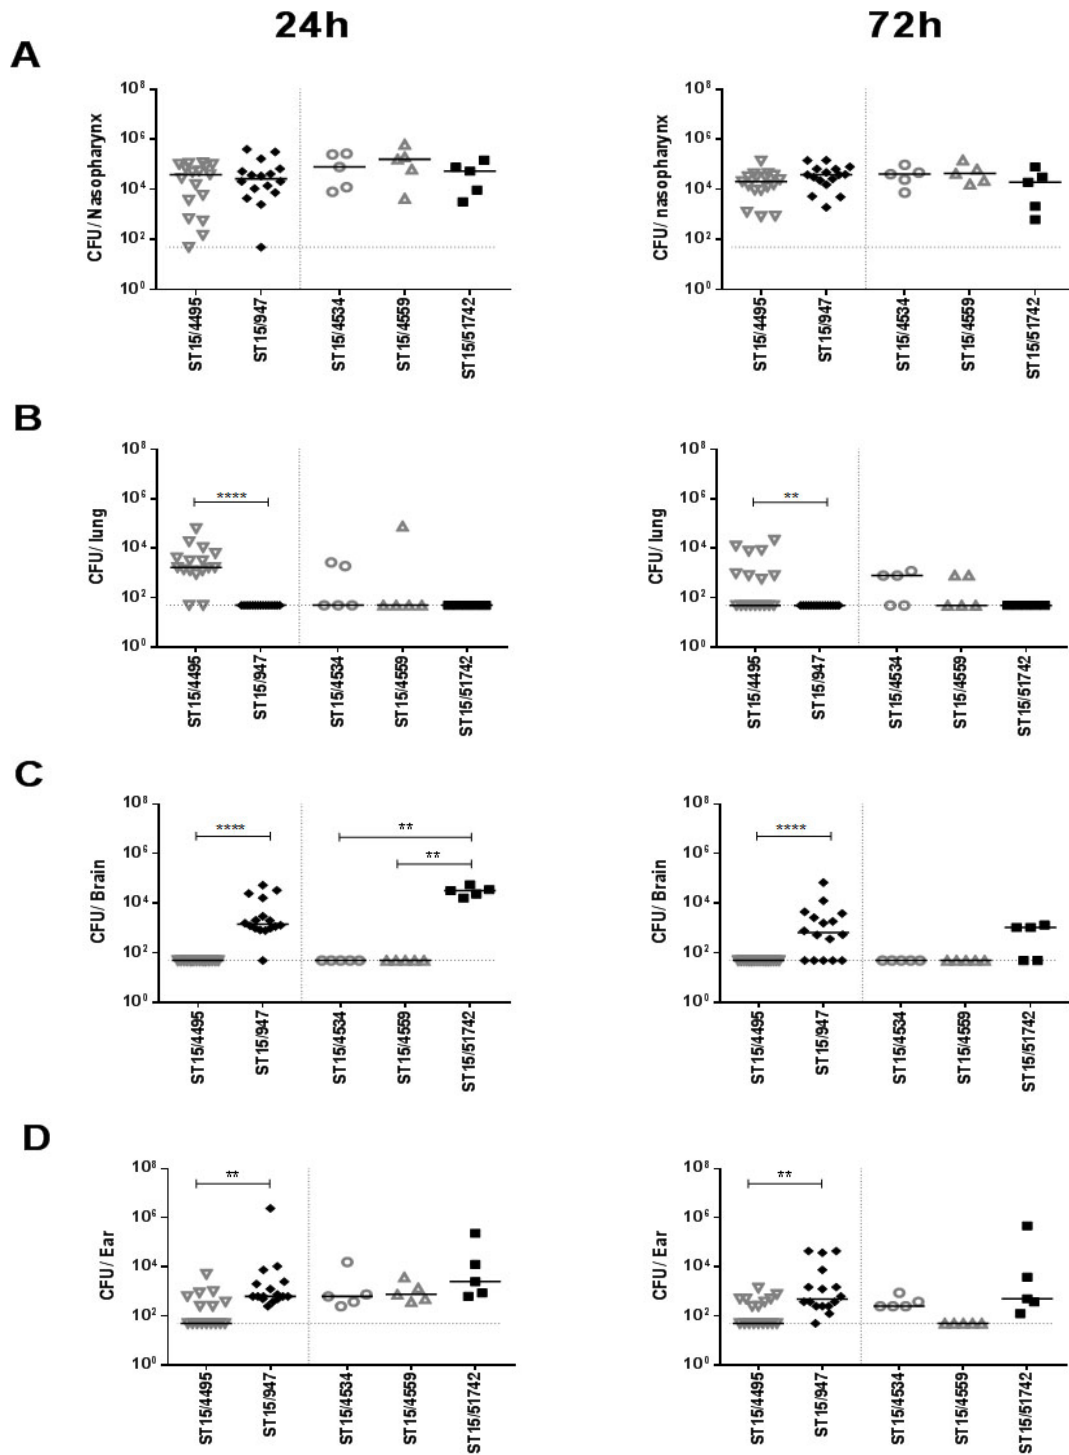 24h
72h
A
10⁸
10⁶
10⁴
10²
10⁰
CFU/ Nasopharynx
ST15/4495
ST15/947
ST15/4534
ST15/4559
ST15/51742
10⁸
10⁶
10⁴
10²
10⁰
CFU/ nasopharynx
ST15/4495
ST15/947
ST15/4534
ST15/4559
ST15/51742
B
10⁸
10⁶
10⁴
10²
10⁰
CFU/ lung
****
ST15/4495
ST15/947
ST15/4534
ST15/4559
ST15/51742
10⁸
10⁶
10⁴
10²
10⁰
CFU/ lung
**
ST15/4495
ST15/947
ST15/4534
ST15/4559
ST15/51742
C
10⁸
10⁶
10⁴
10²
10⁰
CFU/ Brain
****
**
**
ST15/4495
ST15/947
ST15/4534
ST15/4559
ST15/51742
10⁸
10⁶
10⁴
10²
10⁰
CFU/ Brain
****
ST15/4495
ST15/947
ST15/4534
ST15/4559
ST15/51742
D
10⁸
10⁶
10⁴
10²
10⁰
CFU/ Ear
**
ST15/4495
ST15/947
ST15/4534
ST15/4559
ST15/51742
10⁸
10⁶
10⁴
10²
10⁰
CFU/ Ear
**
ST15/4495
ST15/947
ST15/4534
ST15/4559
ST15/51742